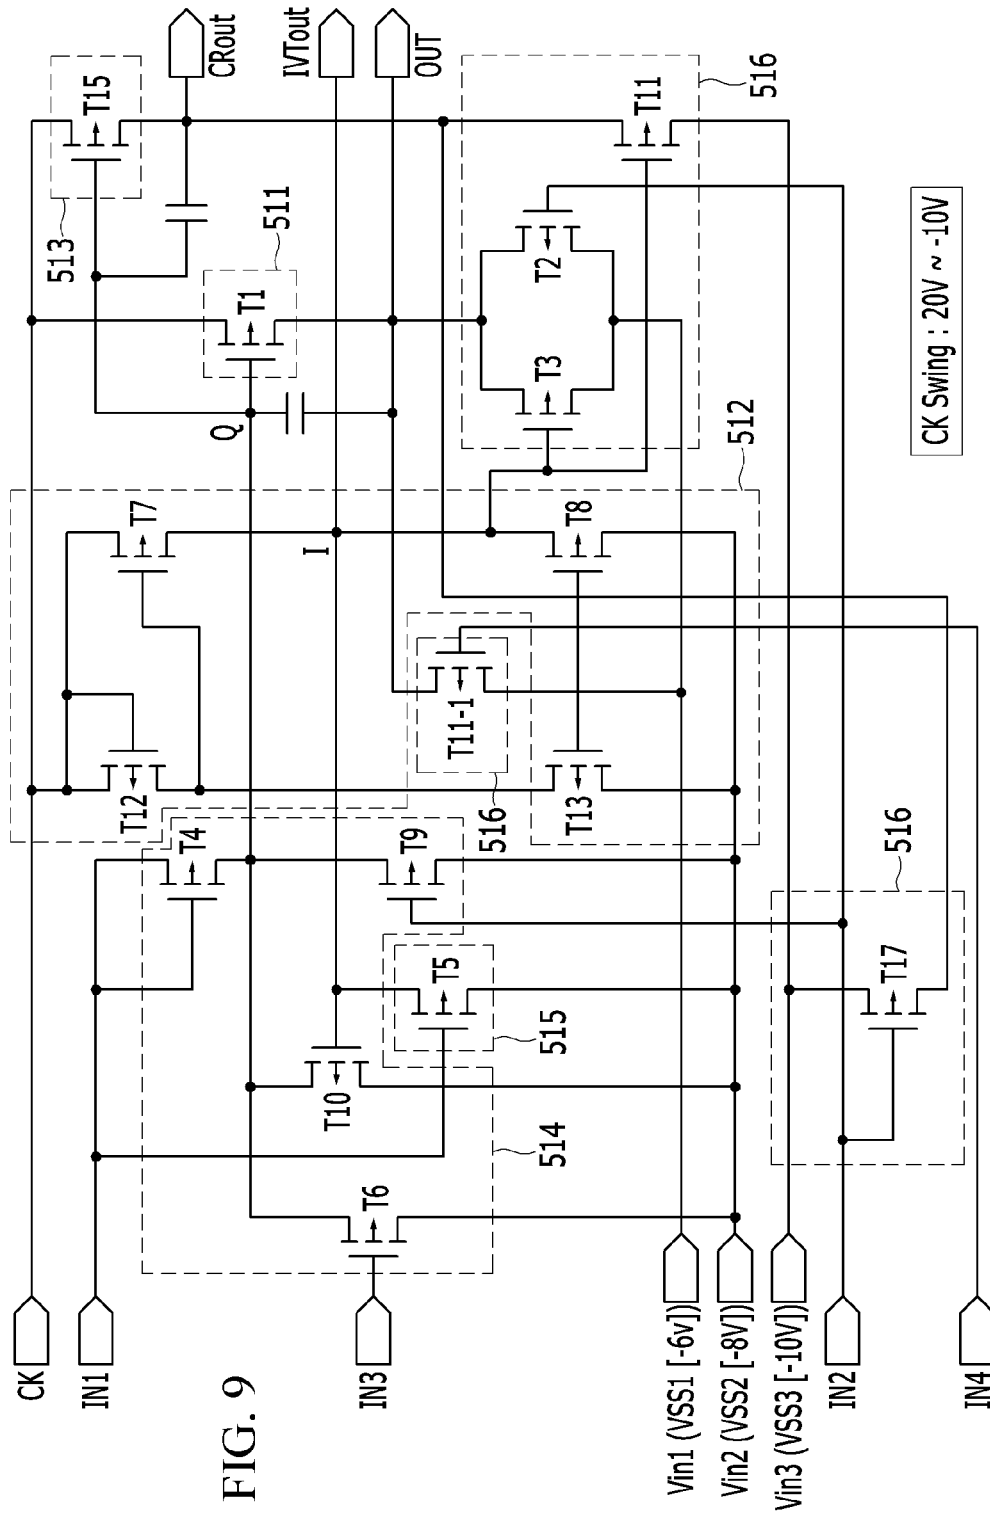 FIG. 9
CK
IN1
IN3
Vin1 (VSS1 [-6v])
Vin2 (VSS2 [-8V])
Vin3 (VSS3 [-10V])
IN2
IN4
T6
514
T10
T5
515
T4
T9
516
T17
T12
T11-1
516
T13
T7
I
T8
512
Q
T1
511
T3
T2
513
T15
T11
516
CRout
IVTout
OUT
CK Swing : 20V ~ -10V